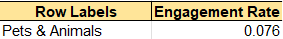 Row Labels Engagement Rate
Pets & Animals 0.076